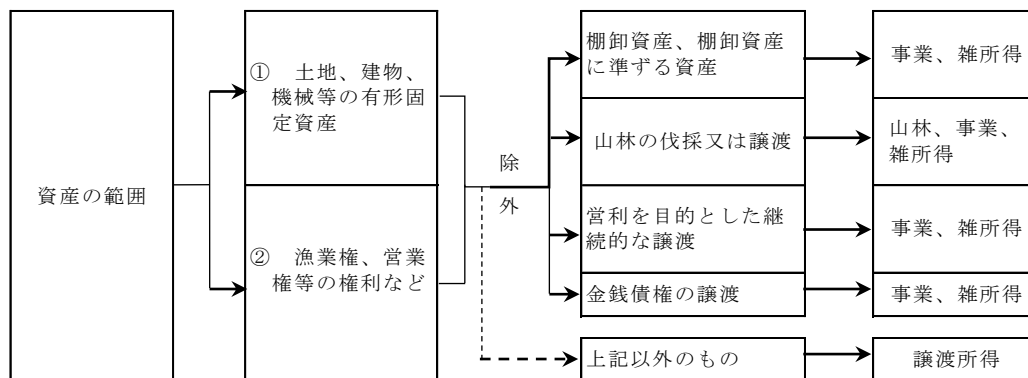 資産の範囲
① 土地、建物、
機械等の有形固
定資産
② 漁業権、営業
権等の権利など
除
外
棚卸資産、棚卸資産
に準ずる資産
事業、雑所得
山林の伐採又は譲渡
山林、事業、
雑所得
営利を目的とした継
続的な譲渡
事業、雑所得
金銭債権の譲渡
事業、雑所得
上記以外のもの
譲渡所得